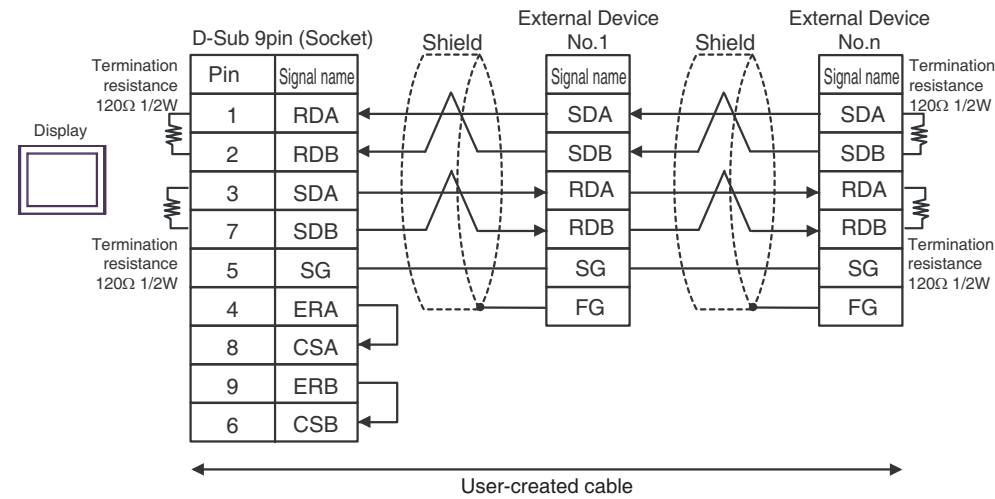 External Device
No.1
External Device
No.n
D-Sub 9pin (Socket)
Shield
Shield
Termination
resistance
120Ω 1/2W
Pin
Signal name
Signal name
Signal name
Termination
resistance
120Ω 1/2W
Display
1
RDA
SDA
SDA
2
RDB
SDB
SDB
3
SDA
RDA
RDA
7
SDB
RDB
RDB
Termination
resistance
120Ω 1/2W
Termination
resistance
120Ω 1/2W
5
SG
SG
SG
4
ERA
FG
FG
8
CSA
9
ERB
6
CSB
User-created cable